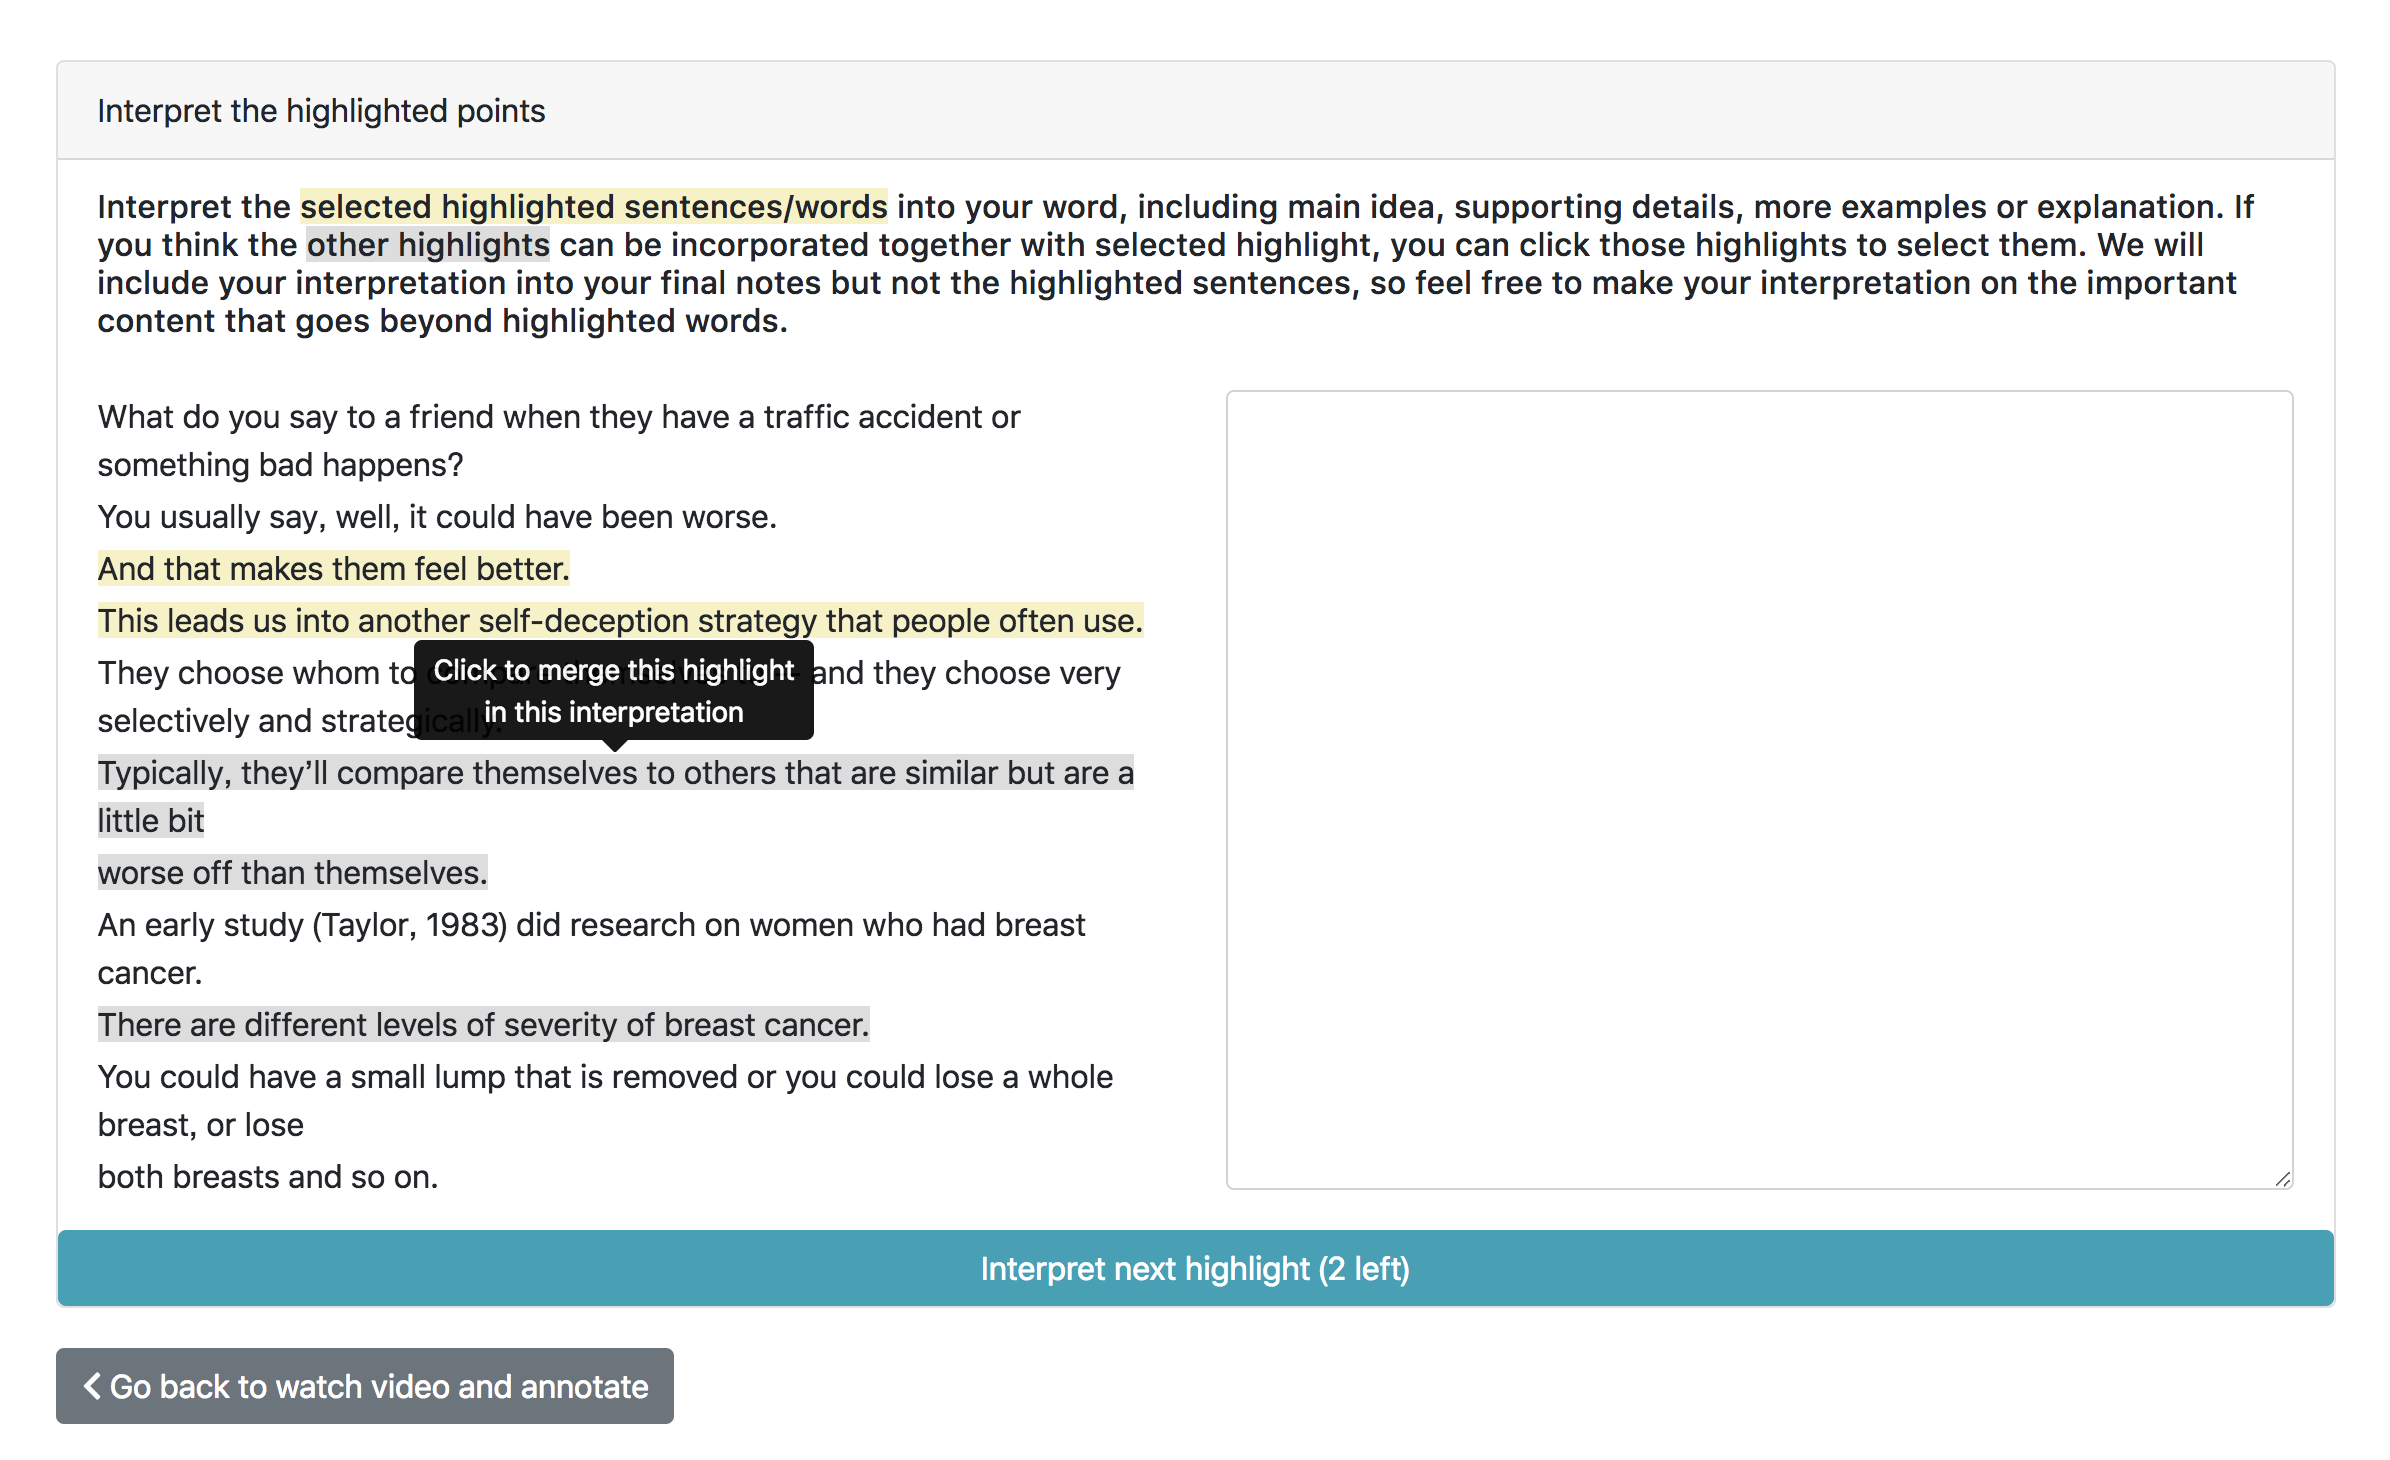 Interpret the highlighted points
Interpret the selected highlighted sentences/words into your word, including main idea, supporting details, more examples or explanation. If
you think the other highlights can be incorporated together with selected highlight, you can click those highlights to select them. We will
include your interpretation into your final notes but not the highlighted sentences, so feel free to make your interpretation on the important
content that goes beyond highlighted words.
What do you say to a friend when they have a traffic accident or
something bad happens?
You usually say, well, it could have been worse.
And that makes them feel better.
This leads us into another self-deception strategy that people often use.
They choose whom to and they choose very
selectively and strategically.
Click to merge this highlight
in this interpretation
Typically, they’ll compare themselves to others that are similar but are a
little bit
worse off than themselves.
An early study (Taylor, 1983) did research on women who had breast
cancer.
There are different levels of severity of breast cancer.
You could have a small lump that is removed or you could lose a whole
breast, or lose
both breasts and so on.
Interpret next highlight (2 left)
Go back to watch video and annotate